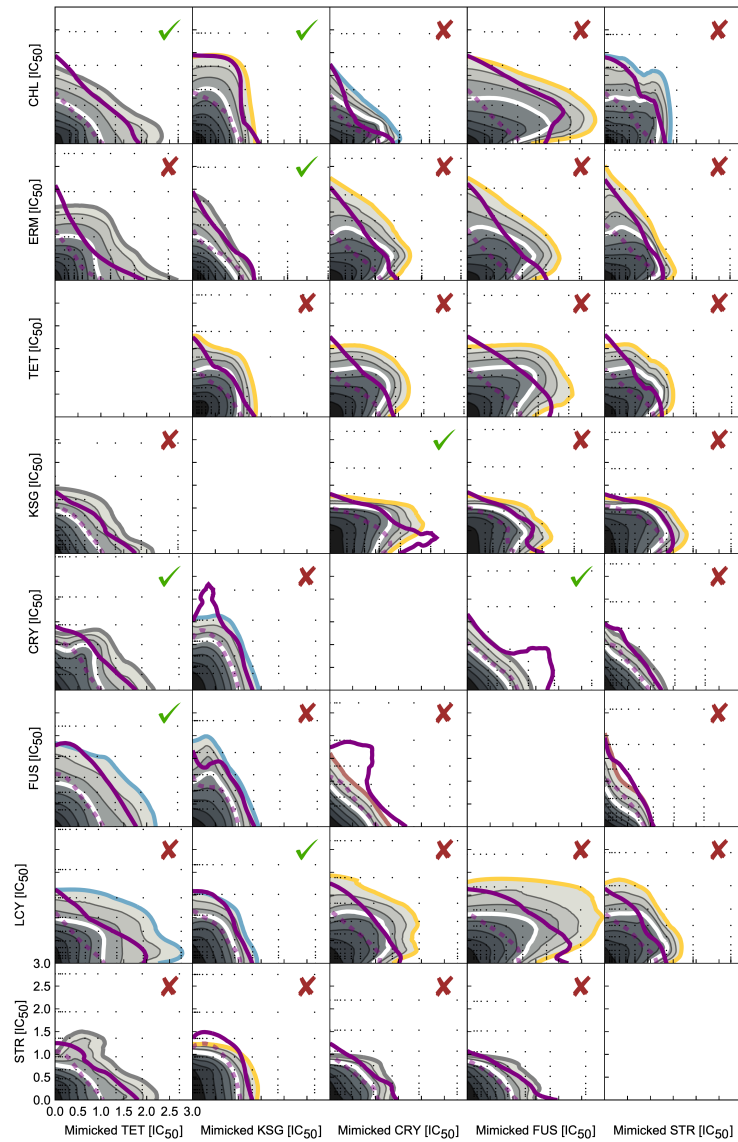 CHL [IC50]
ERM [IC50]
TET [IC50]
KSG [IC50]
CRY [IC50]
FUS [IC50]
LCY [IC50]
3.0
STR [IC50]
2.5
2.0
1.5
1.0
0.5
0.0
0.0 0.5 1.0 1.5 2.0 2.5 3.0
Mimicked TET [IC50] Mimicked KSG [IC50] Mimicked CRY [IC50] Mimicked FUS [IC50] Mimicked STR [IC50]